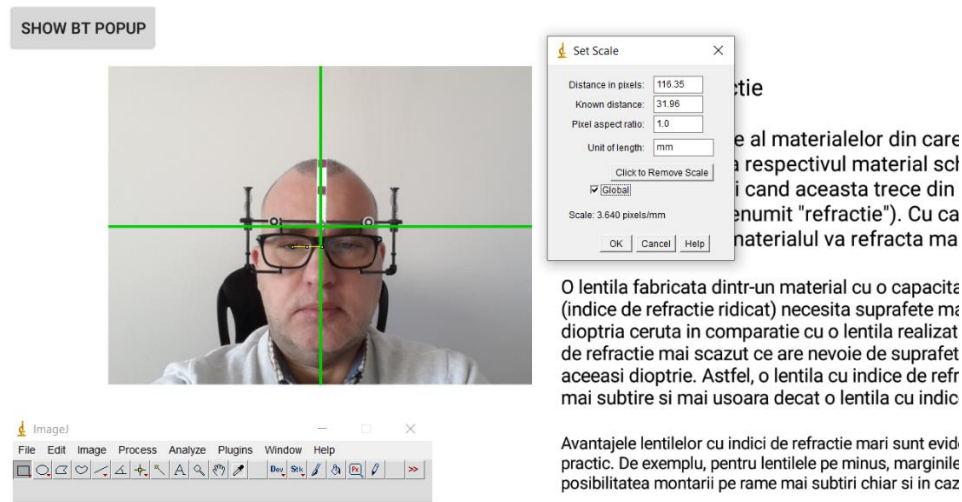 SHOW BT POPUP
Set Scale
Distance in pixels: 116.35
Known distance: 31.96
Pixel aspect ratio: 1.0
Unit of length: mm
Click to Remove Scale
Global
Scale: 3.640 pixels/mm
OK Cancel Help
ctie
e al materialelor din care
a respectivul material sch
i cand aceasta trece din
enumit "refractie"). Cu ca
materialul va refracta ma
O lentila fabricata dintr-un material cu o capacita
(indice de refractie ridicat) necesita suprafete ma
dioptria ceruta in comparatie cu o lentila realizat
de refractie mai scazut ce are nevoie de suprafet
aceeasi dioptrie. Astfel, o lentila cu indice de refr
mai subtire si mai usoara decat o lentila cu indic
Avantajele lentilelor cu indici de refractie mari sunt evide
practic. De exemplu, pentru lentilele pe minus, marginile
posibilitatea montarii pe rame mai subtiri chiar si in caz
ImageJ
File Edit Image Process Analyze Plugins Window Help
A Dev Stk >>